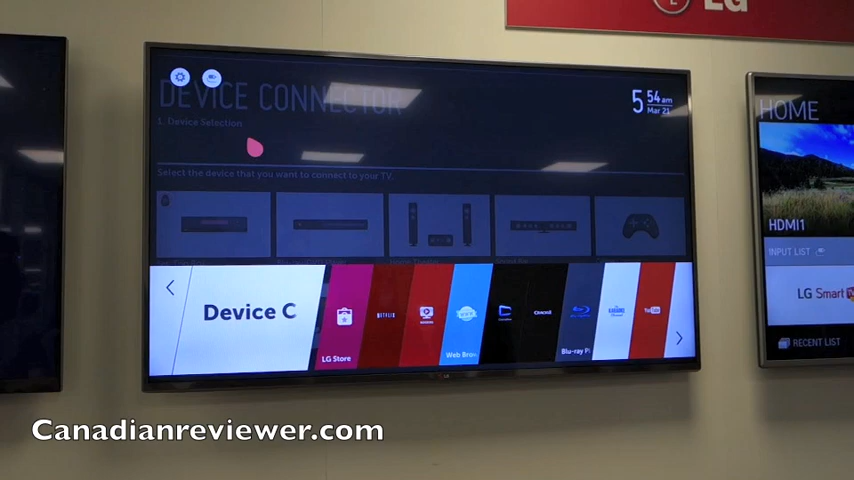 LG
DEVICE CONNECTOR
1. Device Selection
5 54 am
Mar 21
Select the device that you want to connect to your TV.
Device C
LG Store
NETFLIX
Web Brow
CRACKLE
Blu-ray Pl
YouTube
LG
HOME
HDMI1
INPUT LIST
LG Smart
RECENT LIST
Canadianreviewer.com